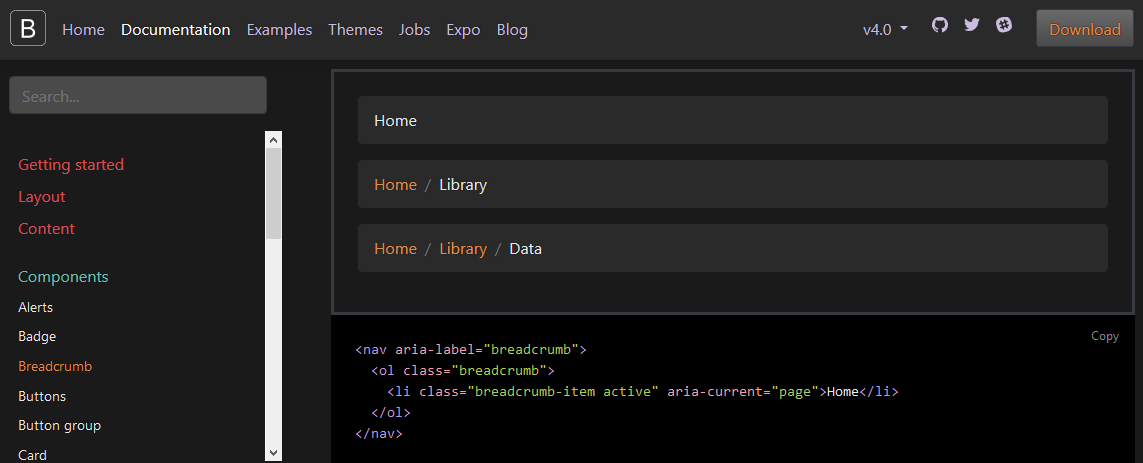 B Home Documentation Examples Themes Jobs Expo Blog v4.0 Download
Search...
Getting started
Layout
Content
Components
Alerts
Badge
Breadcrumb
Buttons
Button group
Card
Home
Home / Library
Home / Library / Data
Copy
<nav aria-label="breadcrumb">
  <ol class="breadcrumb">
    <li class="breadcrumb-item active" aria-current="page">Home</li>
  </ol>
</nav>